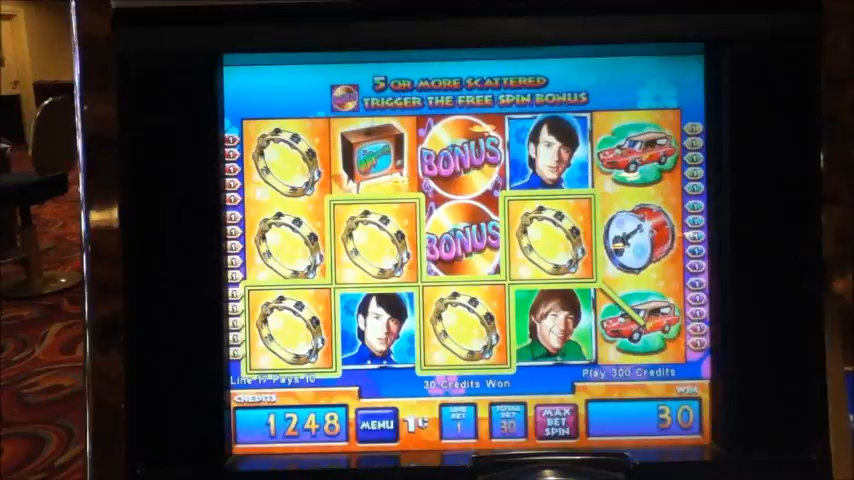 5 OR MORE SCATTERED
TRIGGER THE FREE SPIN BONUS
BONUS
BONUS
Line 17 Pays 10
30 Credits Won
Play 300 Credits
CREDITS
WIN
1248
MENU
1¢
LINE BET
1
TOTAL BET
30
MAX BET SPIN
30